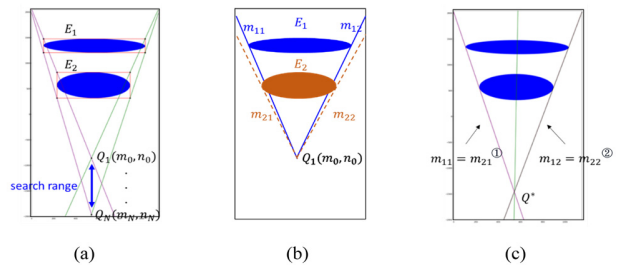 E1
E2
Q1(m0, n0)
.
.
.
search range
QN(mN, nN)
(a)
m11
E1
m12
E2
m21
m22
Q1(m0, n0)
(b)
m11 = m21 ①
m12 = m22 ②
Q*
(c)